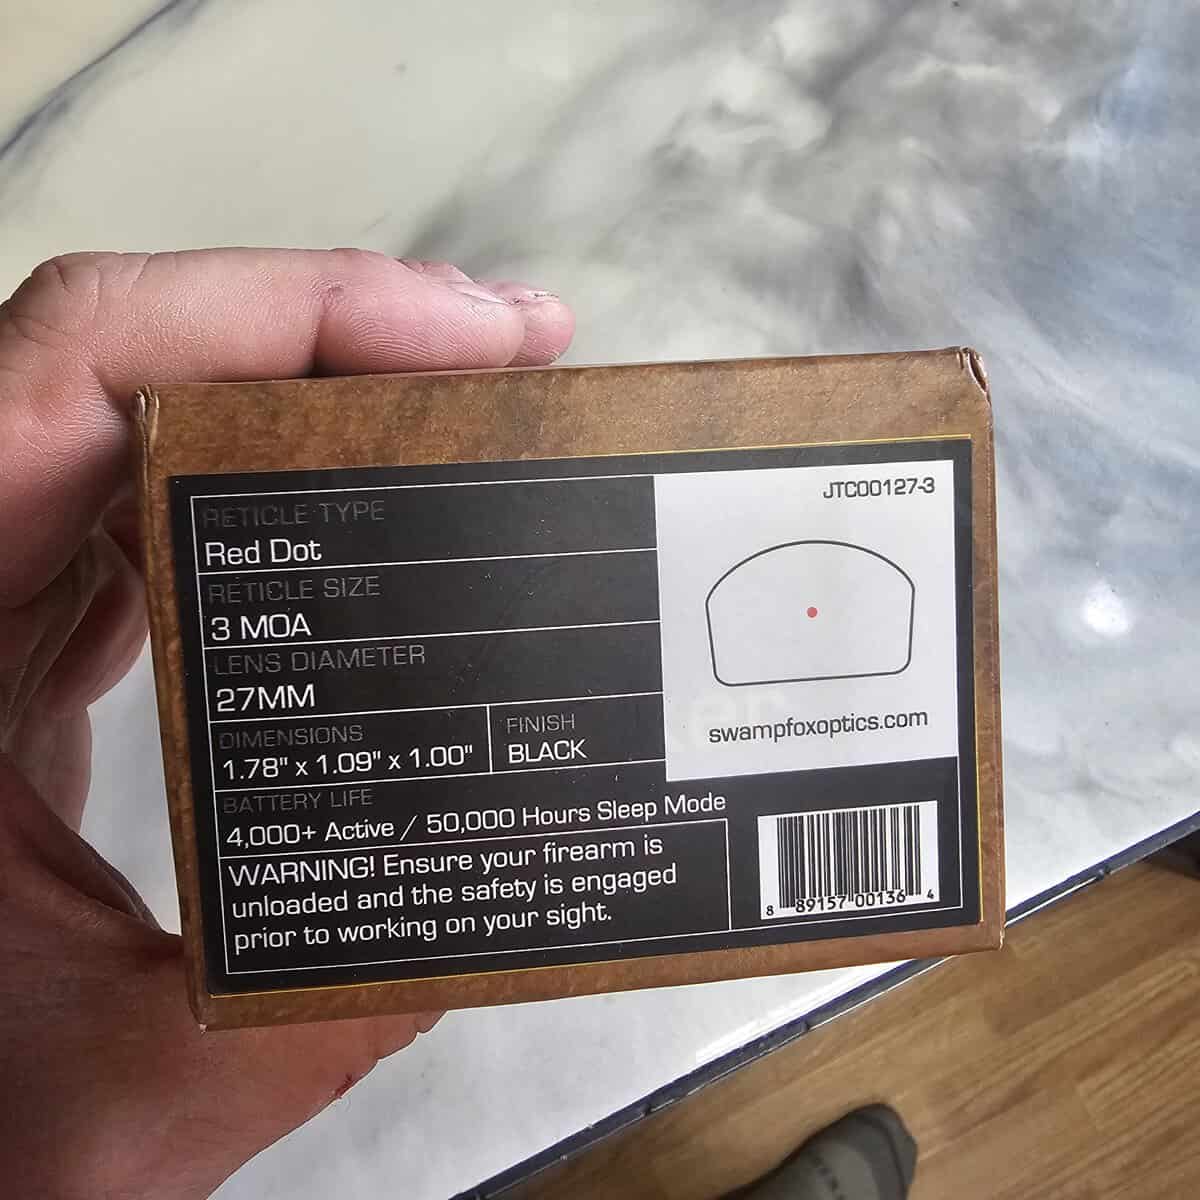 RETICLE TYPE
Red Dot
RETICLE SIZE
3 MOA
LENS DIAMETER
27MM
DIMENSIONS
1.78" x 1.09" x 1.00"
FINISH
BLACK
BATTERY LIFE
4,000+ Active / 50,000 Hours Sleep Mode
WARNING! Ensure your firearm is
unloaded and the safety is engaged
prior to working on your sight.
JTC00127-3
swampfoxoptics.com
8 89157 00136 4